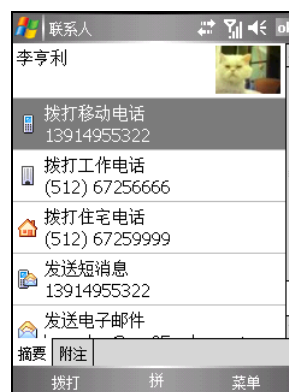 联系人
李亨利
拨打移动电话
13914955322
拨打工作电话
(512) 67256666
拨打住宅电话
(512) 67259999
发送短消息
13914955322
发送电子邮件
摘要 附注
拨打 拼 菜单